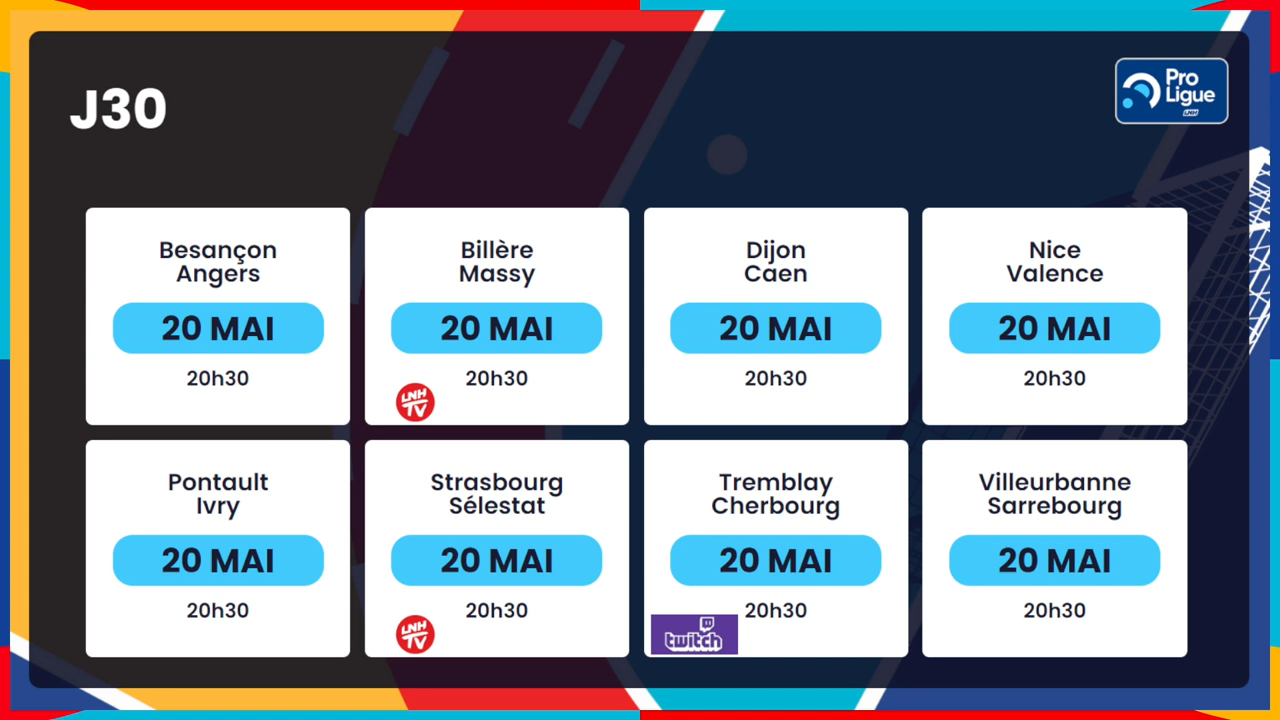 J30
Pro
Ligue
LNH
Besançon
Angers
20 MAI
20h30
Billère
Massy
20 MAI
20h30
LNH
TV
Dijon
Caen
20 MAI
20h30
Nice
Valence
20 MAI
20h30
Pontault
Ivry
20 MAI
20h30
Strasbourg
Sélestat
20 MAI
20h30
LNH
TV
Tremblay
Cherbourg
20 MAI
20h30
twitch
Villeurbanne
Sarrebourg
20 MAI
20h30